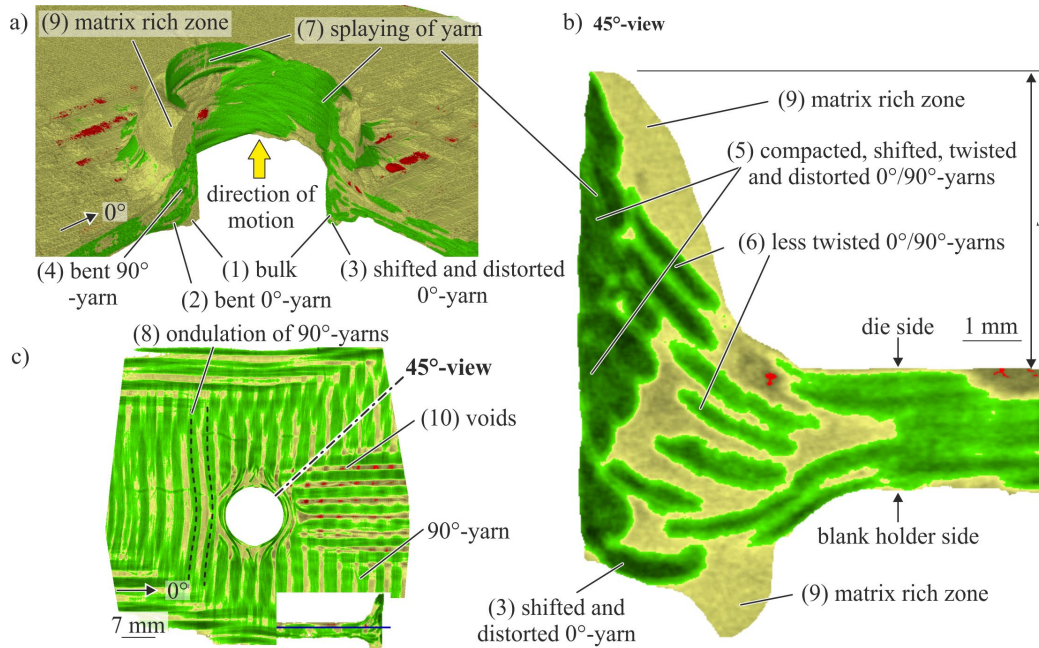 a)
(9) matrix rich zone
(7) splaying of yarn
direction of
motion
0°
(4) bent 90°
-yarn
(1) bulk
(2) bent 0°-yarn
(3) shifted and distorted
0°-yarn
b) 45°-view
(9) matrix rich zone
(5) compacted, shifted, twisted
and distorted 0°/90°-yarns
(6) less twisted 0°/90°-yarns
die side
1 mm
blank holder side
(3) shifted and
distorted 0°-yarn
(9) matrix rich zone
c)
(8) ondulation of 90°-yarns
45°-view
(10) voids
90°-yarn
0°
7 mm